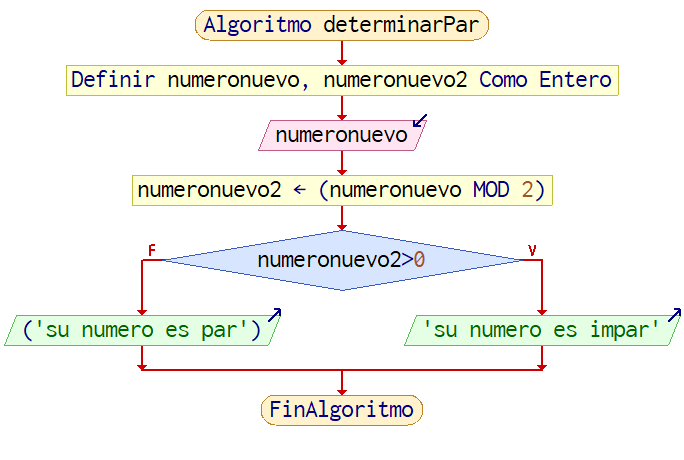 Algoritmo determinarPar
Definir numeronuevo, numeronuevo2 Como Entero
numeronuevo
numeronuevo2 ← (numeronuevo MOD 2)
numeronuevo2>0
F
V
('su numero es par')
'su numero es impar'
FinAlgoritmo